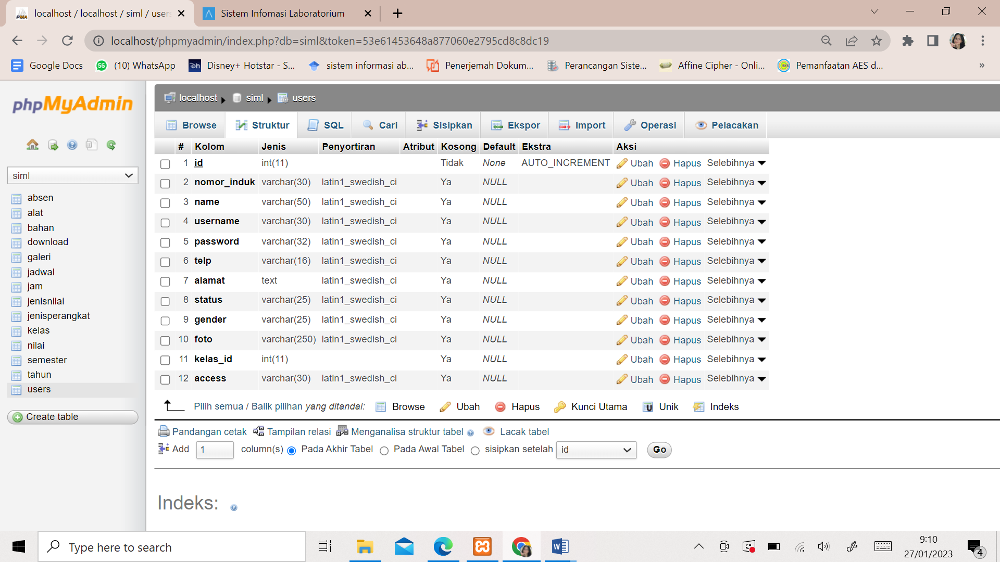 localhost / localhost / siml / users
Sistem Infomasi Laboratorium
localhost/phpmyadmin/index.php?db=siml&token=53e61453648a877060e2795cd8c8dc19
Google Docs
56
(10) WhatsApp
Disney+ Hotstar - S...
sistem informasi ab...
Penerjemah Dokum...
Perancangan Siste...
Affine Cipher - Onli...
Pemanfaatan AES d...
»
phpMyAdmin
localhost siml users
Browse Struktur SQL Cari Sisipkan Ekspor Import Operasi Pelacakan
siml
absen
alat
bahan
download
galeri
jadwal
jam
jenisnilai
jenisperangkat
kelas
nilai
semester
tahun
users
Create table
# Kolom Jenis Penyortiran Atribut Kosong Default Ekstra Aksi
1 id int(11) Tidak None AUTO_INCREMENT Ubah Hapus Selebihnya
2 nomor_induk varchar(30) latin1_swedish_ci Ya NULL Ubah Hapus Selebihnya
3 name varchar(50) latin1_swedish_ci Ya NULL Ubah Hapus Selebihnya
4 username varchar(30) latin1_swedish_ci Ya NULL Ubah Hapus Selebihnya
5 password varchar(32) latin1_swedish_ci Ya NULL Ubah Hapus Selebihnya
6 telp varchar(16) latin1_swedish_ci Ya NULL Ubah Hapus Selebihnya
7 alamat text latin1_swedish_ci Ya NULL Ubah Hapus Selebihnya
8 status varchar(25) latin1_swedish_ci Ya NULL Ubah Hapus Selebihnya
9 gender varchar(25) latin1_swedish_ci Ya NULL Ubah Hapus Selebihnya
10 foto varchar(250) latin1_swedish_ci Ya NULL Ubah Hapus Selebihnya
11 kelas_id int(11) Ya NULL Ubah Hapus Selebihnya
12 access varchar(30) latin1_swedish_ci Ya NULL Ubah Hapus Selebihnya
Pilih semua / Balik pilihan yang ditandai: Browse Ubah Hapus Kunci Utama Unik Indeks
Pandangan cetak Tampilan relasi Menganalisa struktur tabel Lacak tabel
Add 1 column(s) Pada Akhir Tabel Pada Awal Tabel sisipkan setelah id Go
Indeks:
Type here to search
9:10
27/01/2023
4